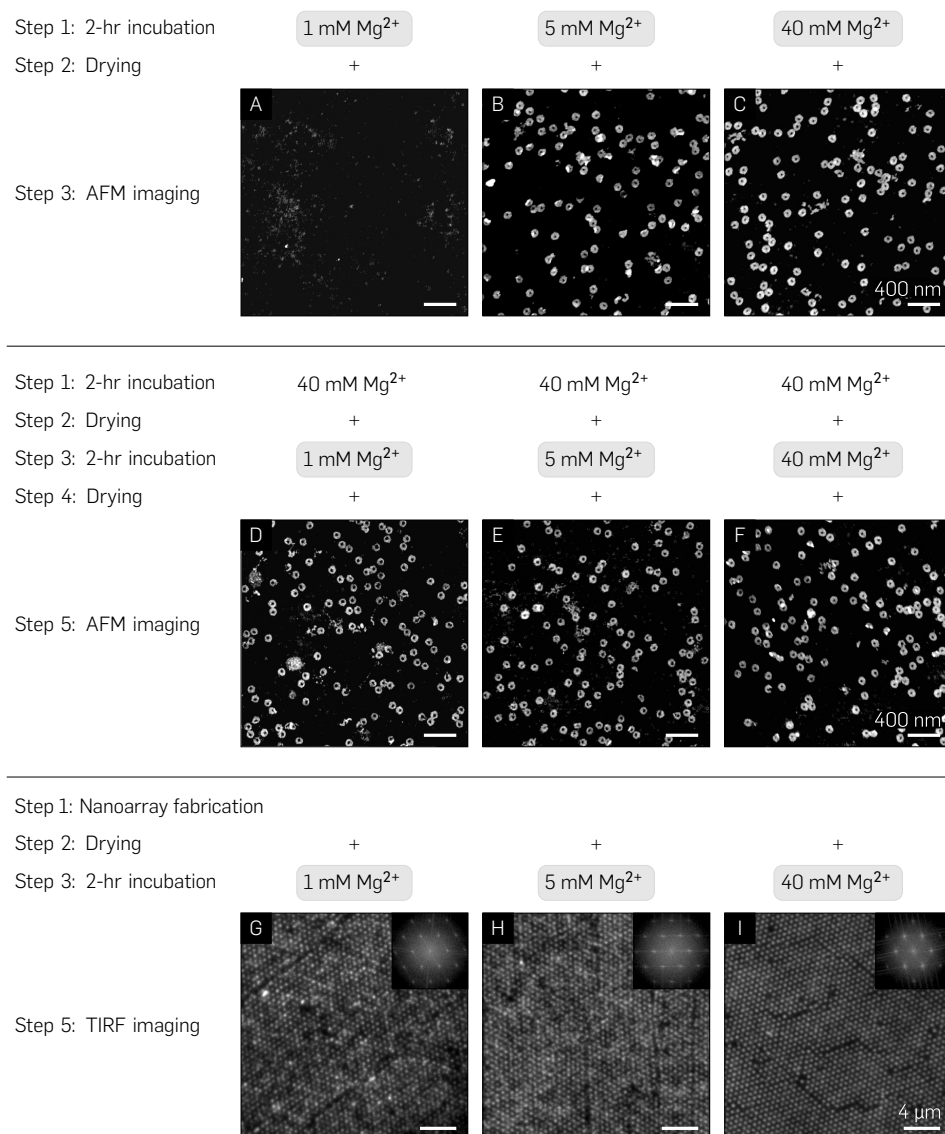 Step 1: 2-hr incubation 1 mM Mg²⁺ 5 mM Mg²⁺ 40 mM Mg²⁺
Step 2: Drying + + +
A B C
Step 3: AFM imaging
400 nm
Step 1: 2-hr incubation 40 mM Mg²⁺ 40 mM Mg²⁺ 40 mM Mg²⁺
Step 2: Drying + + +
Step 3: 2-hr incubation 1 mM Mg²⁺ 5 mM Mg²⁺ 40 mM Mg²⁺
Step 4: Drying + + +
D E F
Step 5: AFM imaging
400 nm
Step 1: Nanoarray fabrication
Step 2: Drying + + +
Step 3: 2-hr incubation 1 mM Mg²⁺ 5 mM Mg²⁺ 40 mM Mg²⁺
G H I
Step 5: TIRF imaging
4 µm